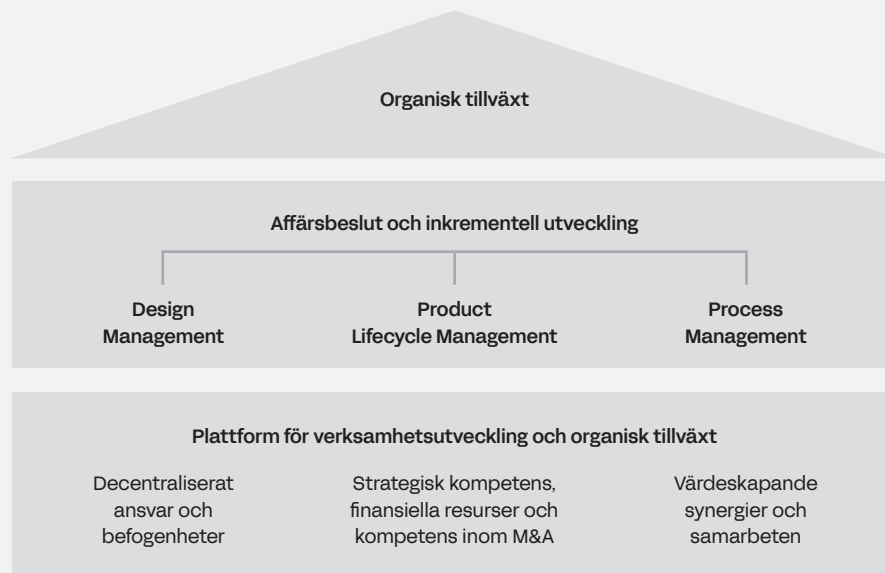 Organisk tillväxt
Affärsbeslut och inkrementell utveckling
Design
Management
Product
Lifecycle Management
Process
Management
Plattform för verksamhetsutveckling och organisk tillväxt
Decentraliserat
ansvar och
befogenheter
Strategisk kompetens,
finansiella resurser och
kompetens inom M&A
Värdeskapande
synergier och
samarbeten